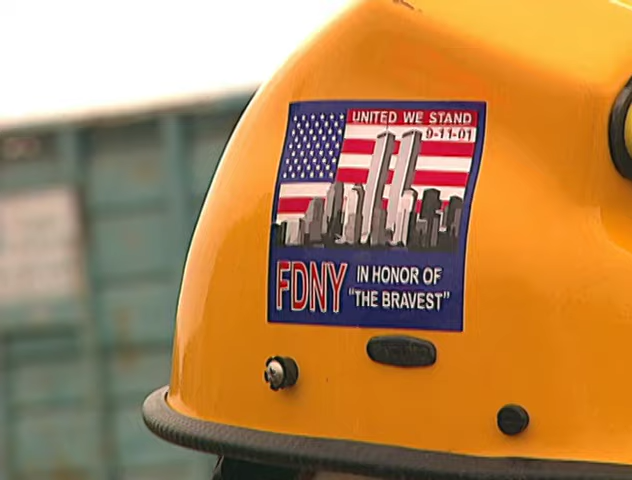 UNITED WE STAND
9-11-01
FDNY IN HONOR OF
"THE BRAVEST"